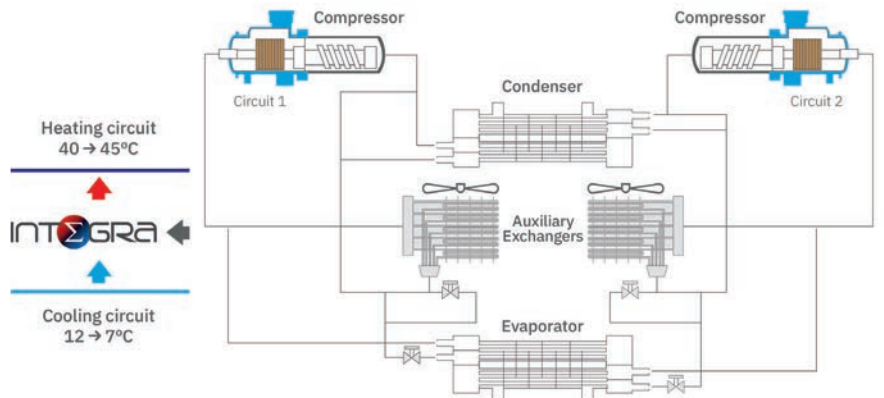 Compressor
Compressor
Circuit 1
Condenser
Circuit 2
Heating circuit
40 → 45ºC
INTΣGRA
Auxiliary
Exchangers
Cooling circuit
12 → 7ºC
Evaporator